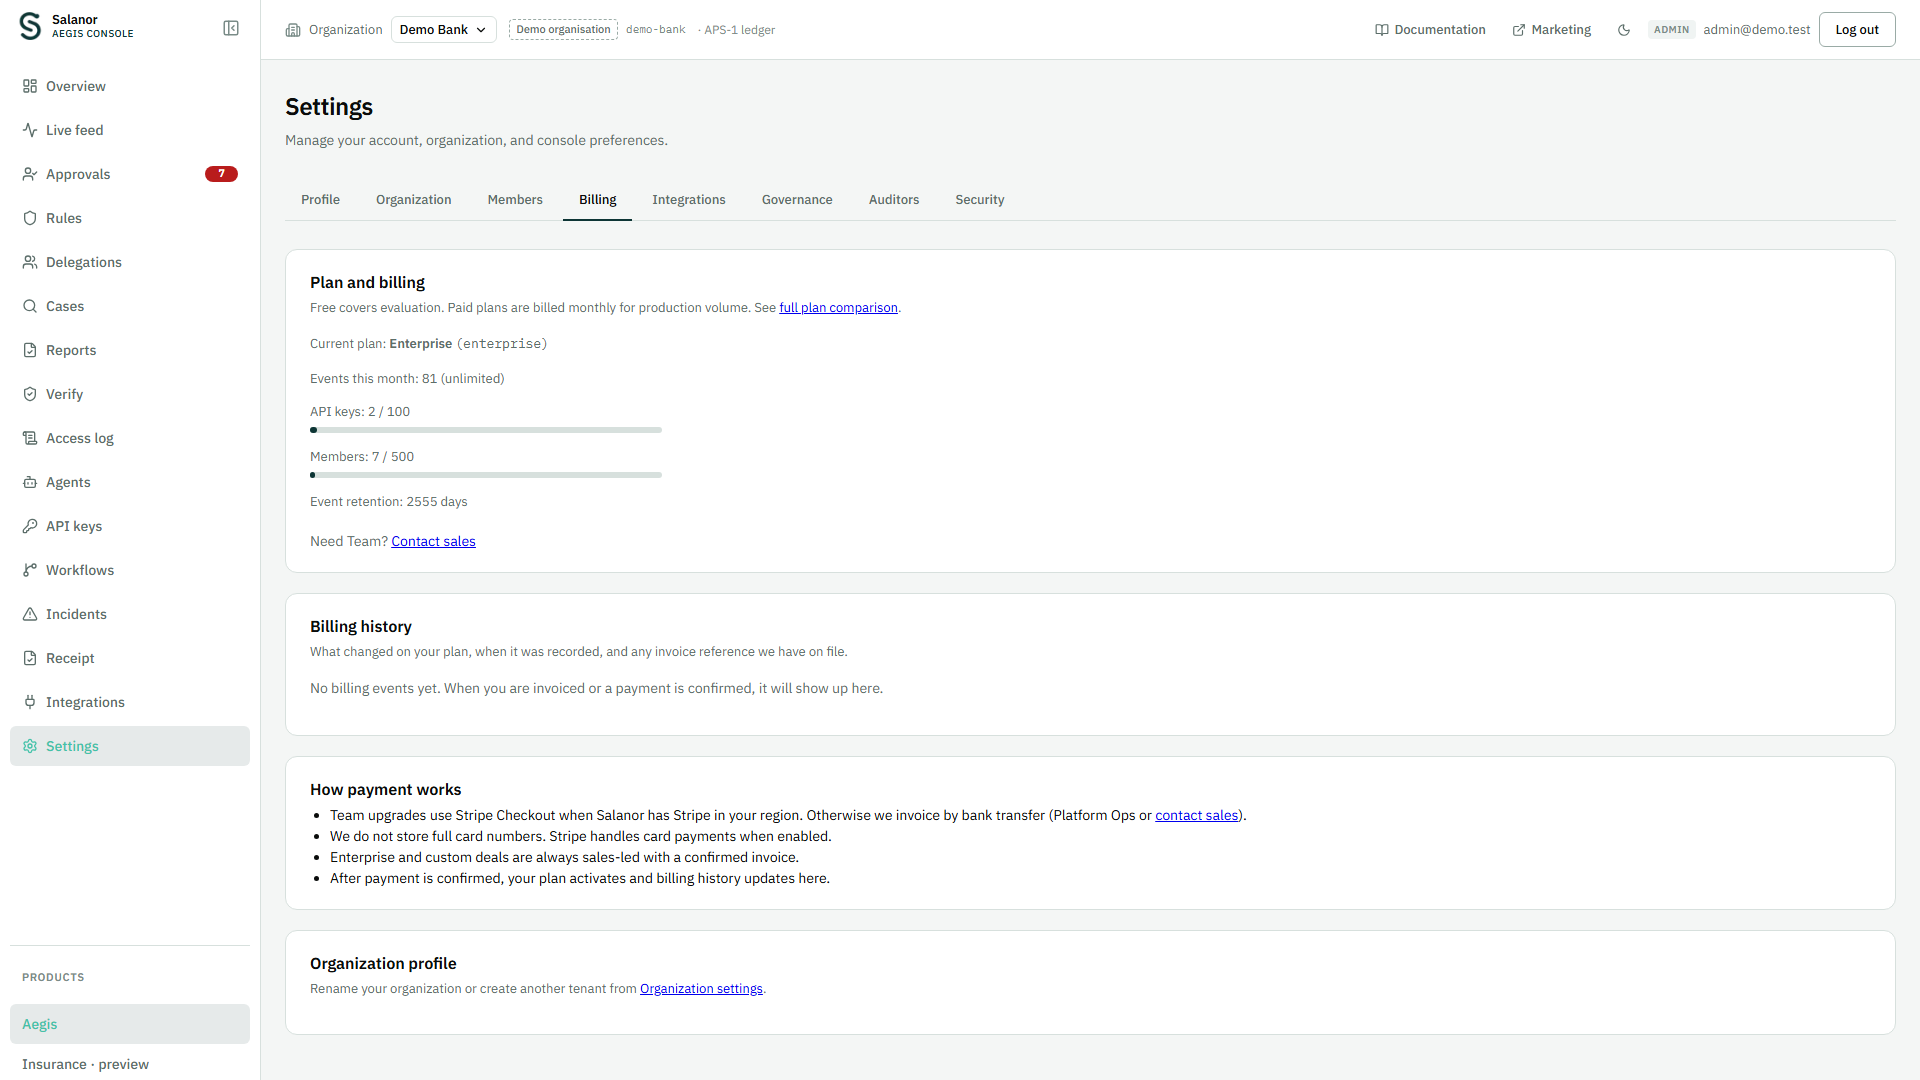 Salanor
AEGIS CONSOLE
Overview
Live feed
Approvals 7
Rules
Delegations
Cases
Reports
Verify
Access log
Agents
API keys
Workflows
Incidents
Receipt
Integrations
Settings
PRODUCTS
Aegis
Insurance · preview
Organization Demo Bank Demo organisation demo-bank · APS-1 ledger
Documentation Marketing ADMIN admin@demo.test Log out
Settings
Manage your account, organization, and console preferences.
Profile Organization Members Billing Integrations Governance Auditors Security
Plan and billing
Free covers evaluation. Paid plans are billed monthly for production volume. See full plan comparison.
Current plan: Enterprise (enterprise)
Events this month: 81 (unlimited)
API keys: 2 / 100
Members: 7 / 500
Event retention: 2555 days
Need Team? Contact sales
Billing history
What changed on your plan, when it was recorded, and any invoice reference we have on file.
No billing events yet. When you are invoiced or a payment is confirmed, it will show up here.
How payment works
• Team upgrades use Stripe Checkout when Salanor has Stripe in your region. Otherwise we invoice by bank transfer (Platform Ops or contact sales).
• We do not store full card numbers. Stripe handles card payments when enabled.
• Enterprise and custom deals are always sales-led with a confirmed invoice.
• After payment is confirmed, your plan activates and billing history updates here.
Organization profile
Rename your organization or create another tenant from Organization settings.